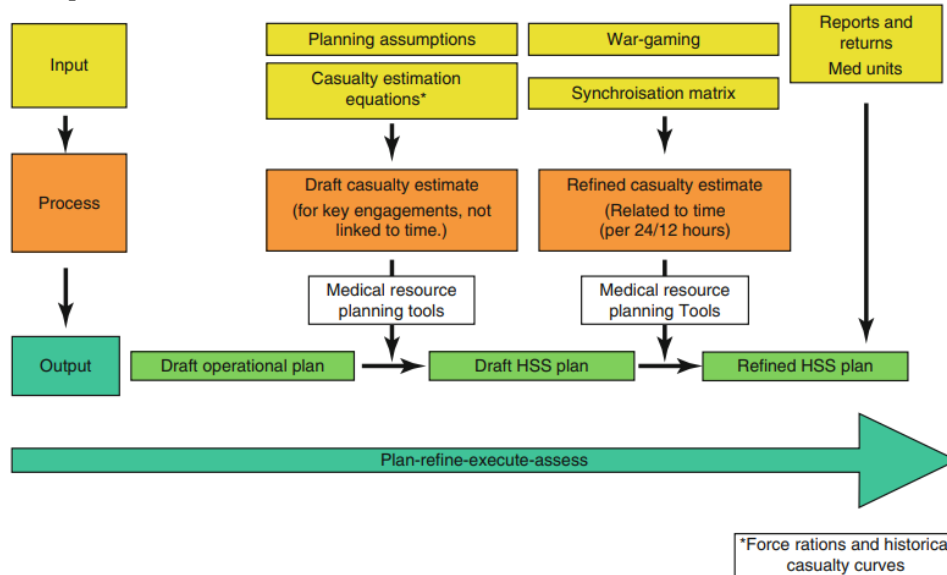 Input
Planning assumptions
War-gaming
Reports and
returns
Med units
Casualty estimation
equations*
Synchroisation matrix
Process
Draft casualty estimate
(for key engagements, not
linked to time.)
Refined casualty estimate
(Related to time
(per 24/12 hours)
Medical resource
planning tools
Medical resource
planning Tools
Output
Draft operational plan
Draft HSS plan
Refined HSS plan
Plan-refine-execute-assess
*Force rations and historica
casualty curves